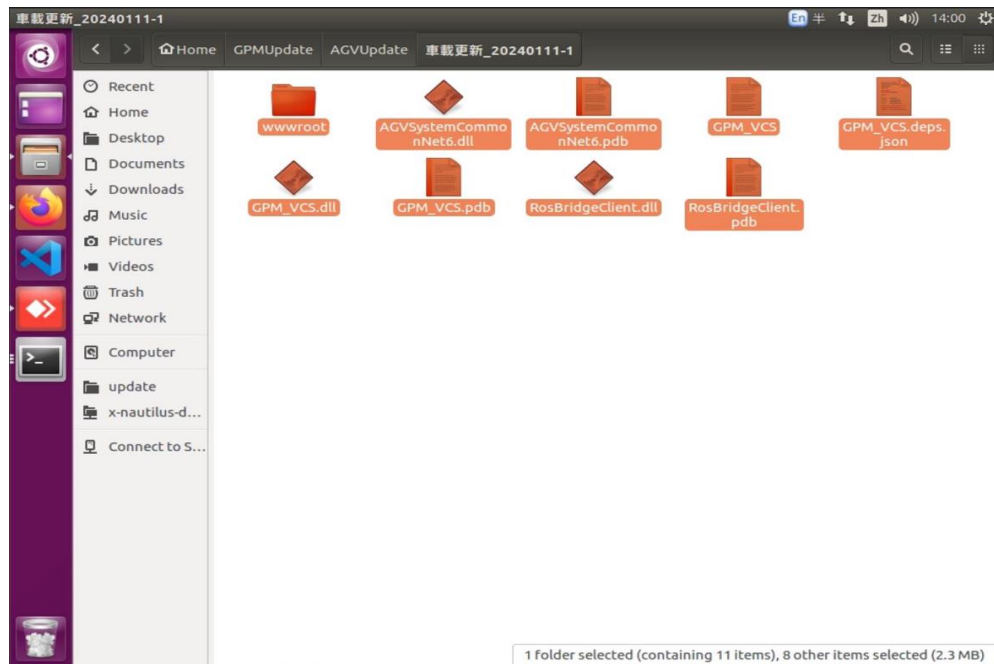 車載更新_20240111-1
En 半 Zh 14:00
Home GPMUpdate AGVUpdate 車載更新_20240111-1
Recent
Home
Desktop
Documents
Downloads
Music
Pictures
Videos
Trash
Network
Computer
update
x-nautilus-d...
Connect to S...
wwwroot
AGVSystemCommo
nNet6.dll
AGVSystemCommo
nNet6.pdb
GPM_VCS
GPM_VCS.deps.
json
GPM_VCS.dll
GPM_VCS.pdb
RosBridgeClient.dll
RosBridgeClient.
pdb
1 folder selected (containing 11 items), 8 other items selected (2.3 MB)